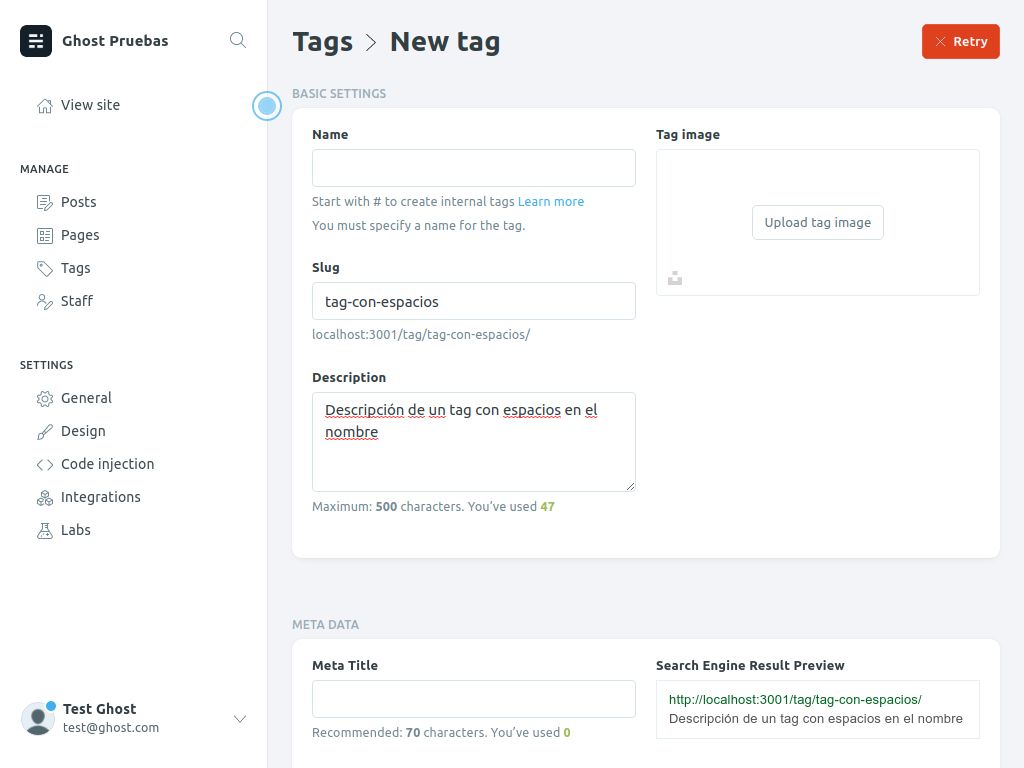 Ghost Pruebas
View site
MANAGE
Posts
Pages
Tags
Staff
SETTINGS
General
Design
Code injection
Integrations
Labs
Test Ghost
test@ghost.com
Tags > New tag
Retry
BASIC SETTINGS
Name
Start with # to create internal tags Learn more
You must specify a name for the tag.
Slug
tag-con-espacios
localhost:3001/tag/tag-con-espacios/
Description
Descripción de un tag con espacios en el
nombre
Maximum: 500 characters. You’ve used 47
Tag image
Upload tag image
META DATA
Meta Title
Recommended: 70 characters. You’ve used 0
Search Engine Result Preview
http://localhost:3001/tag/tag-con-espacios/
Descripción de un tag con espacios en el nombre